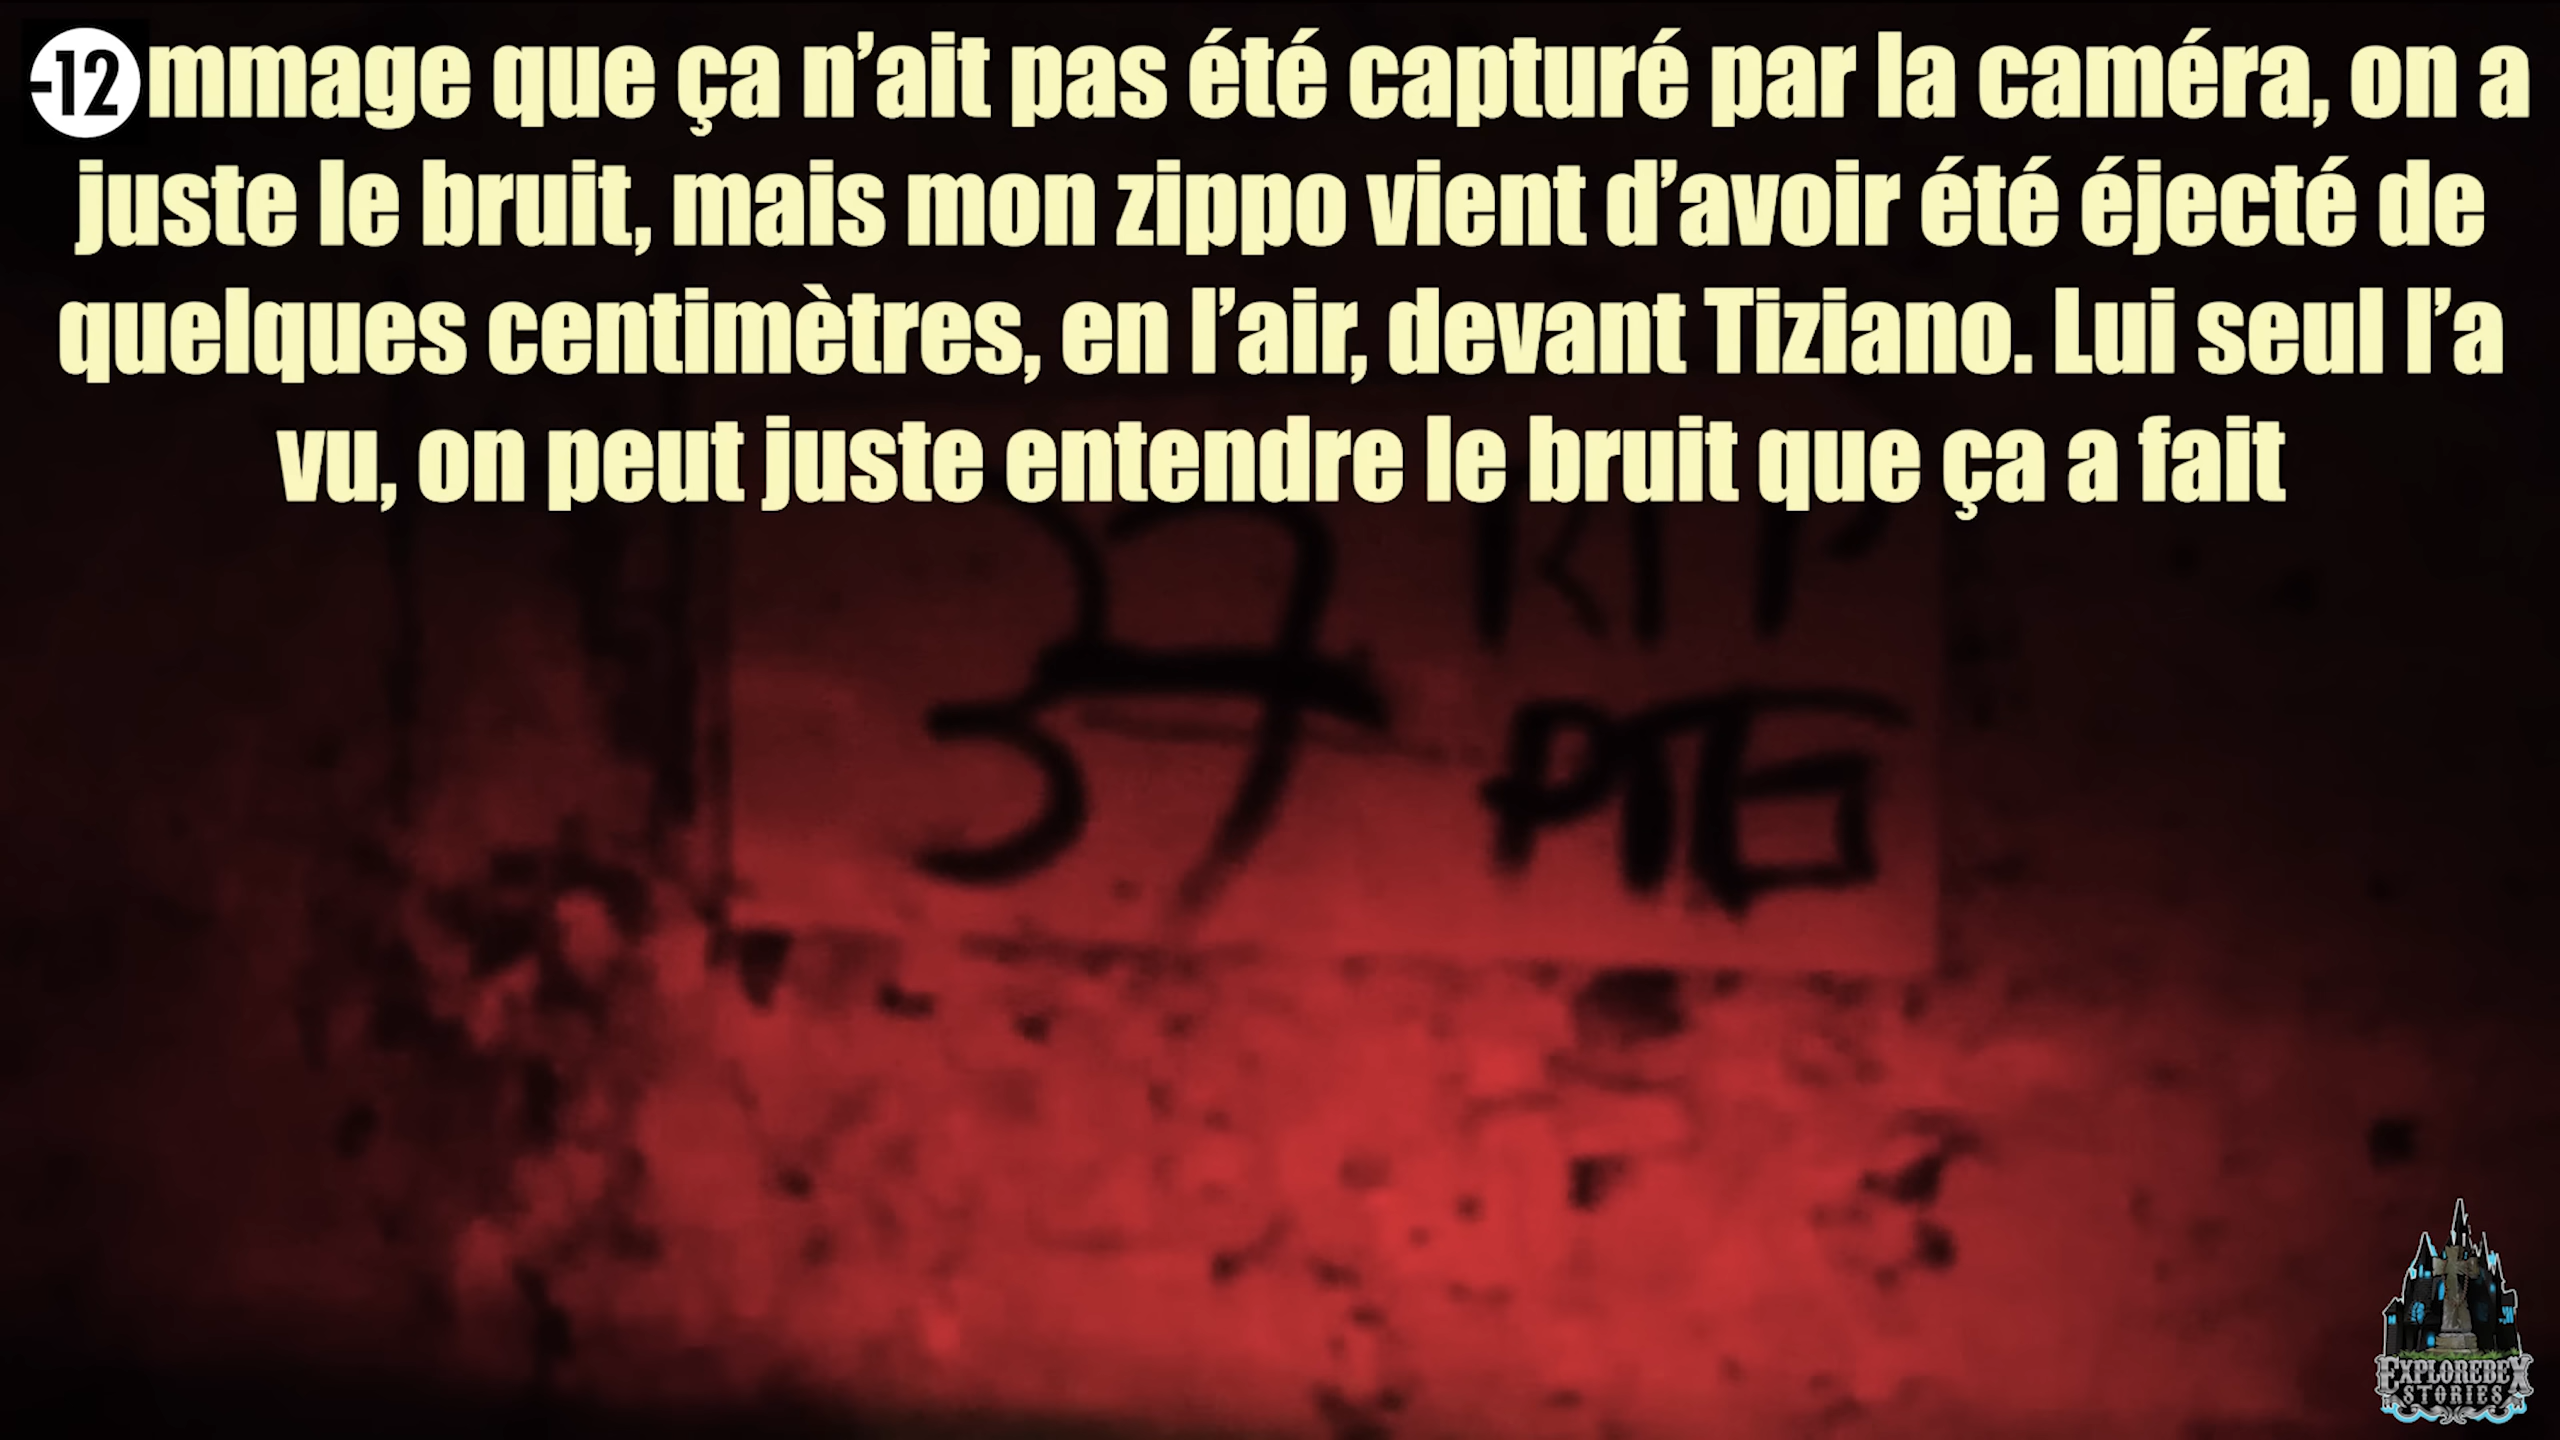 -12
mmage que ça n’ait pas été capturé par la caméra, on a
juste le bruit, mais mon zippo vient d’avoir été éjecté de
quelques centimètres, en l’air, devant Tiziano. Lui seul l’a
vu, on peut juste entendre le bruit que ça a fait
37
RIP
EXPLOREBEX
STORIES